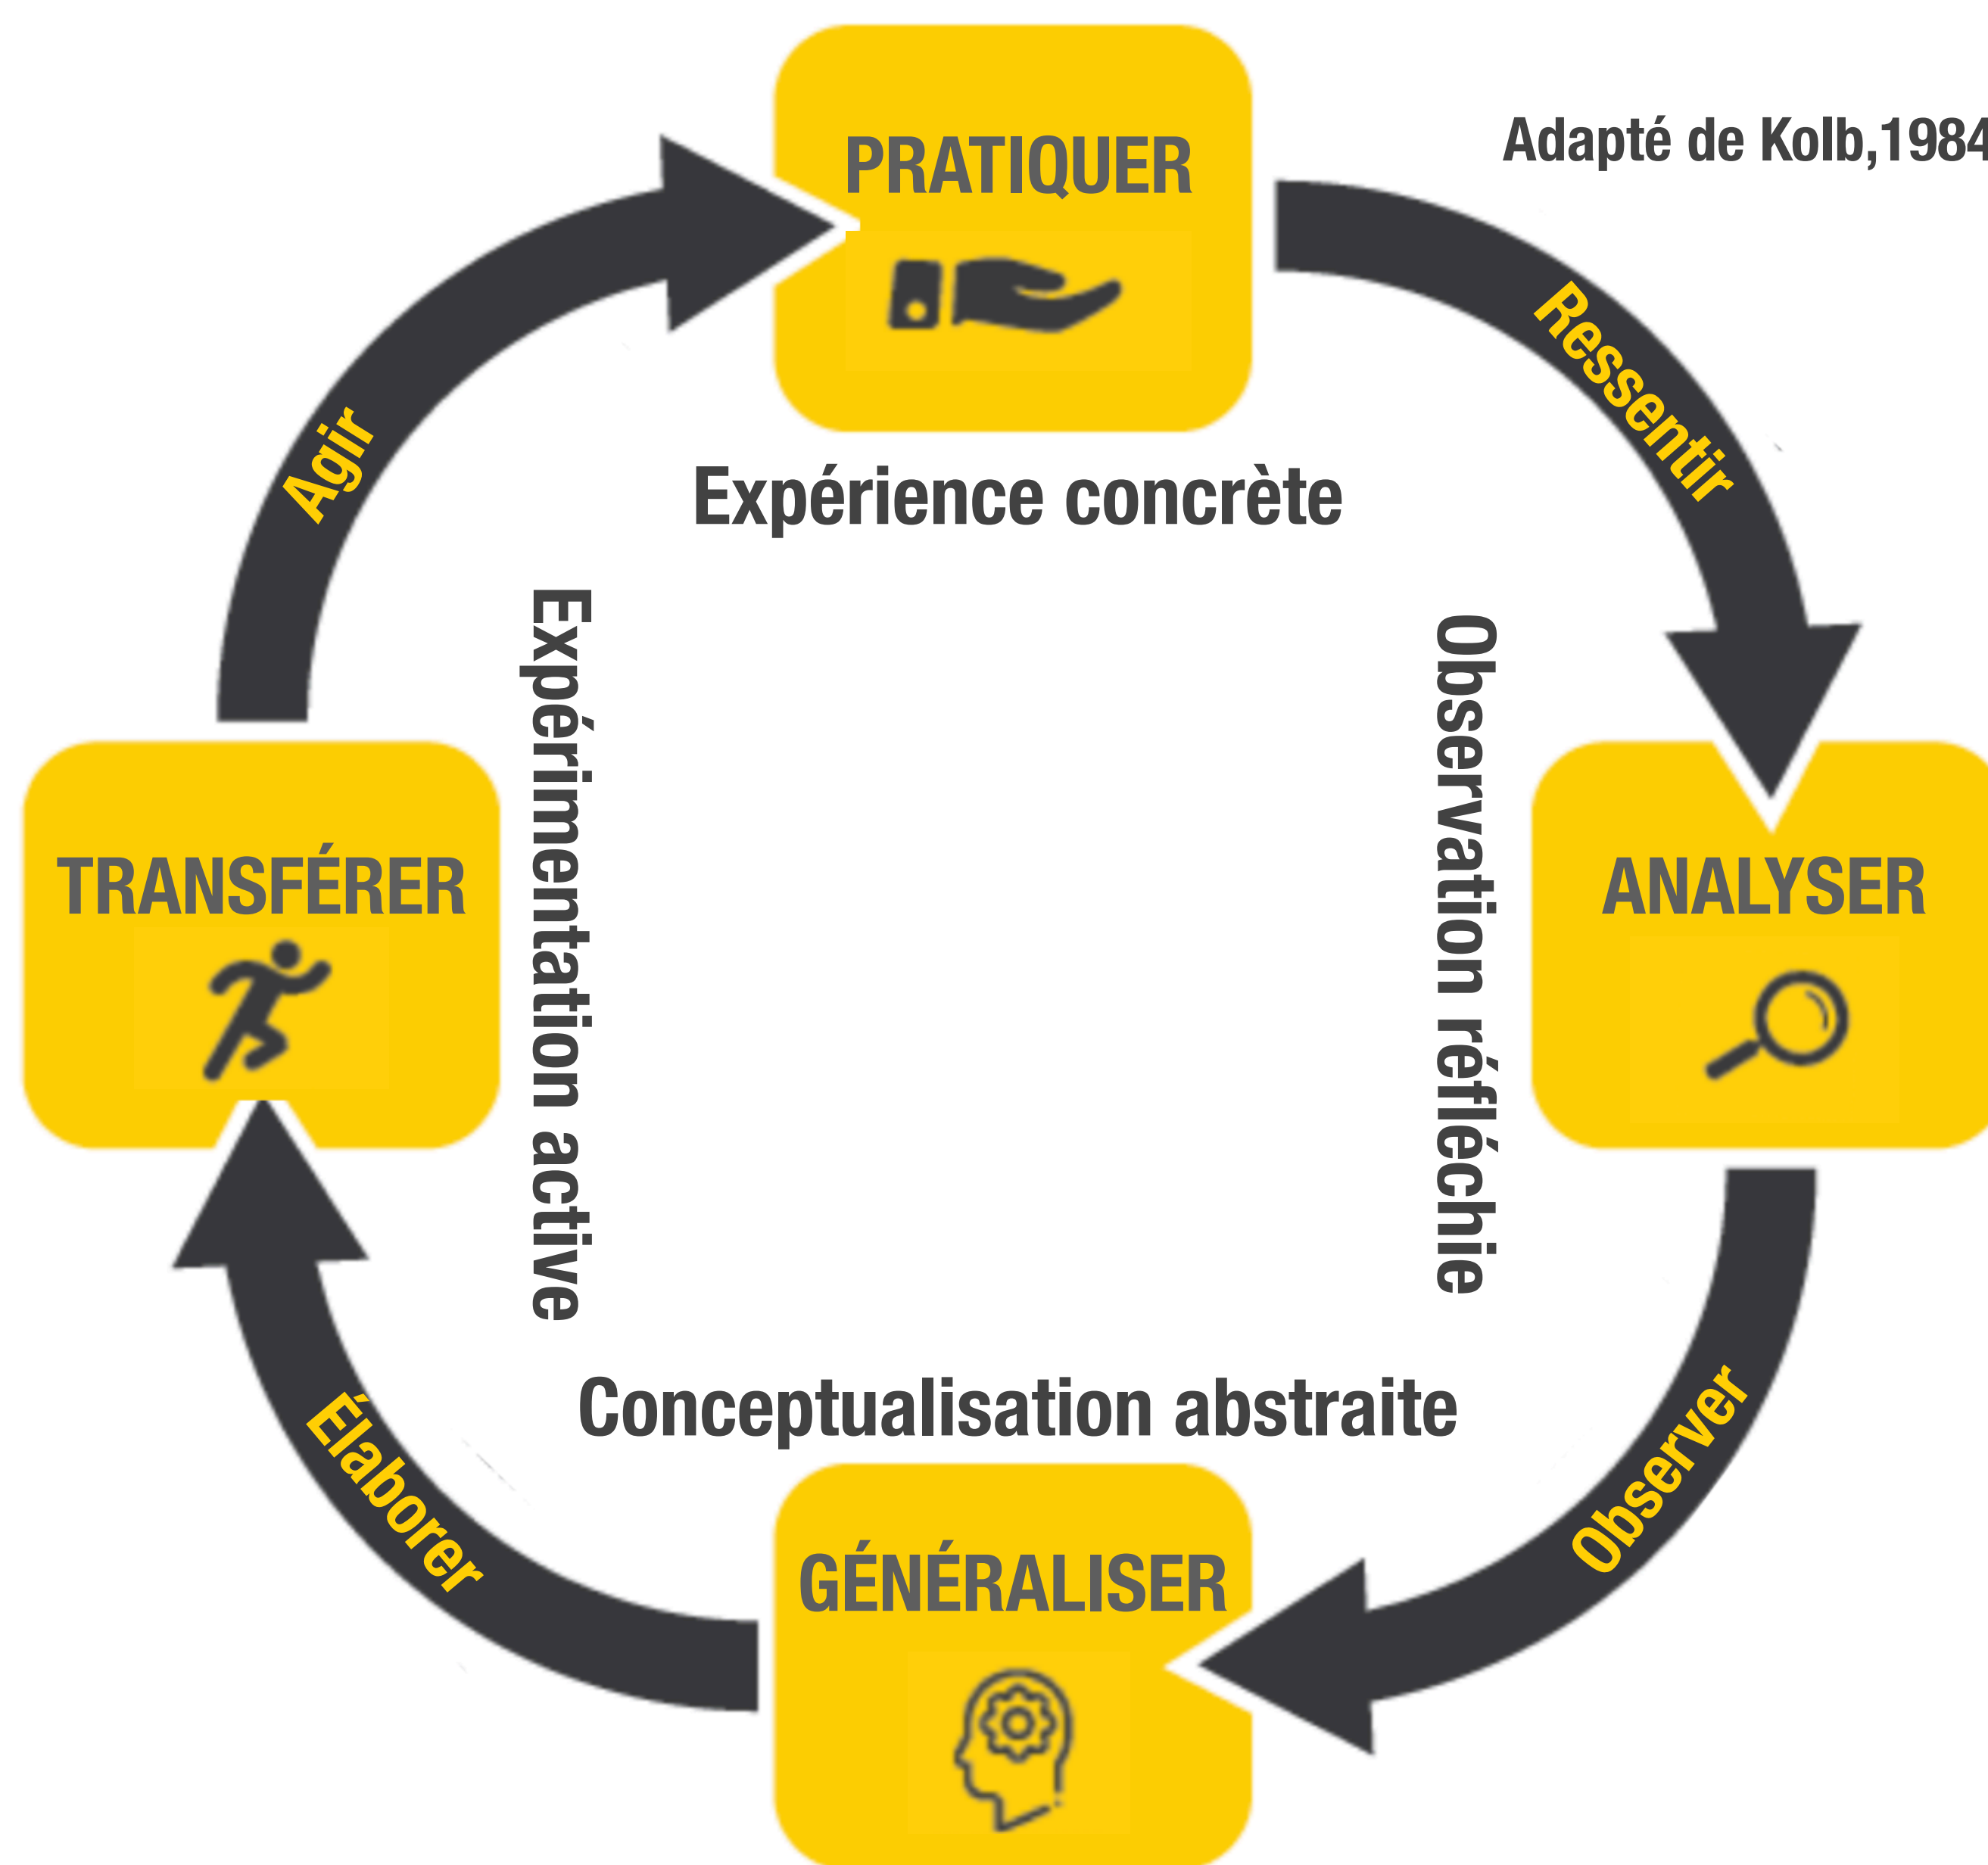 PRATIQUER
Adapté de Kolb,1984
Ressentir
Agir
Expérience concrète
Expérimentation active
Observation réfléchie
TRANSFÉRER
ANALYSER
Conceptualisation abstraite
Élaborer
Observer
GÉNÉRALISER